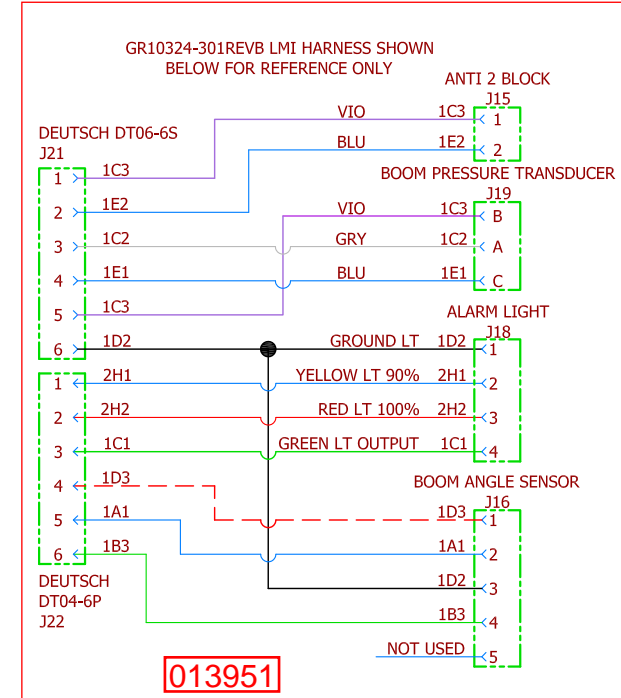 GR10324-301REVB LMI HARNESS SHOWN
BELOW FOR REFERENCE ONLY
ANTI 2 BLOCK
J15
VIO 1C3 1
BLU 1E2 2
DEUTSCH DT06-6S
J21
1 1C3
2 1E2
3 1C2
4 1E1
5 1C3
6 1D2
BOOM PRESSURE TRANSDUCER
J19
VIO 1C3 B
GRY 1C2 A
BLU 1E1 C
ALARM LIGHT
J18
GROUND LT 1D2 1
YELLOW LT 90% 2H1 2
RED LT 100% 2H2 3
GREEN LT OUTPUT 1C1 4
1 2H1
2 2H2
3 1C1
4 1D3
5 1A1
6 1B3
DEUTSCH
DT04-6P
J22
BOOM ANGLE SENSOR
J16
1D3 1
1A1 2
1D2 3
1B3 4
NOT USED 5
013951